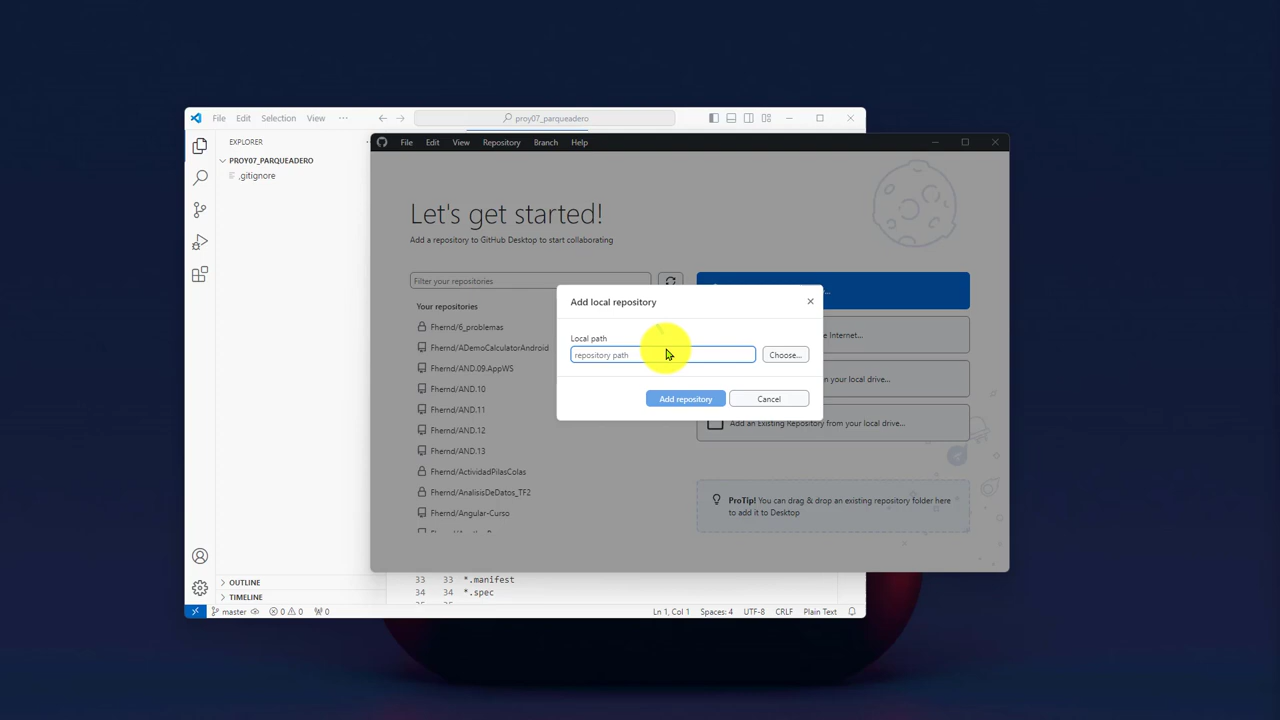 File Edit Selection View ··· proy07_parqueadero
EXPLORER
PROY07_PARQUEADERO
.gitignore
File Edit View Repository Branch Help
Let's get started!
Add a repository to GitHub Desktop to start collaborating
Filter your repositories
Your repositories
Fhernd/6_problemas
Fhernd/ADemoCalculatorAndroid
Fhernd/AND.09.AppWS
Fhernd/AND.10
Fhernd/AND.11
Fhernd/AND.12
Fhernd/AND.13
Fhernd/ActividadPilasColas
Fhernd/AnalisisDeDatos_TF2
Fhernd/Angular-Curso
Add local repository
Local path
repository path
Choose...
Add repository
Cancel
...
Internet...
n your local drive...
Add an Existing Repository from your local drive...
ProTip! You can drag & drop an existing repository folder here
to add it to Desktop
33 33 *.manifest
34 34 *.spec
OUTLINE
TIMELINE
master 0 0 0 Ln 1, Col 1 Spaces: 4 UTF-8 CRLF Plain Text